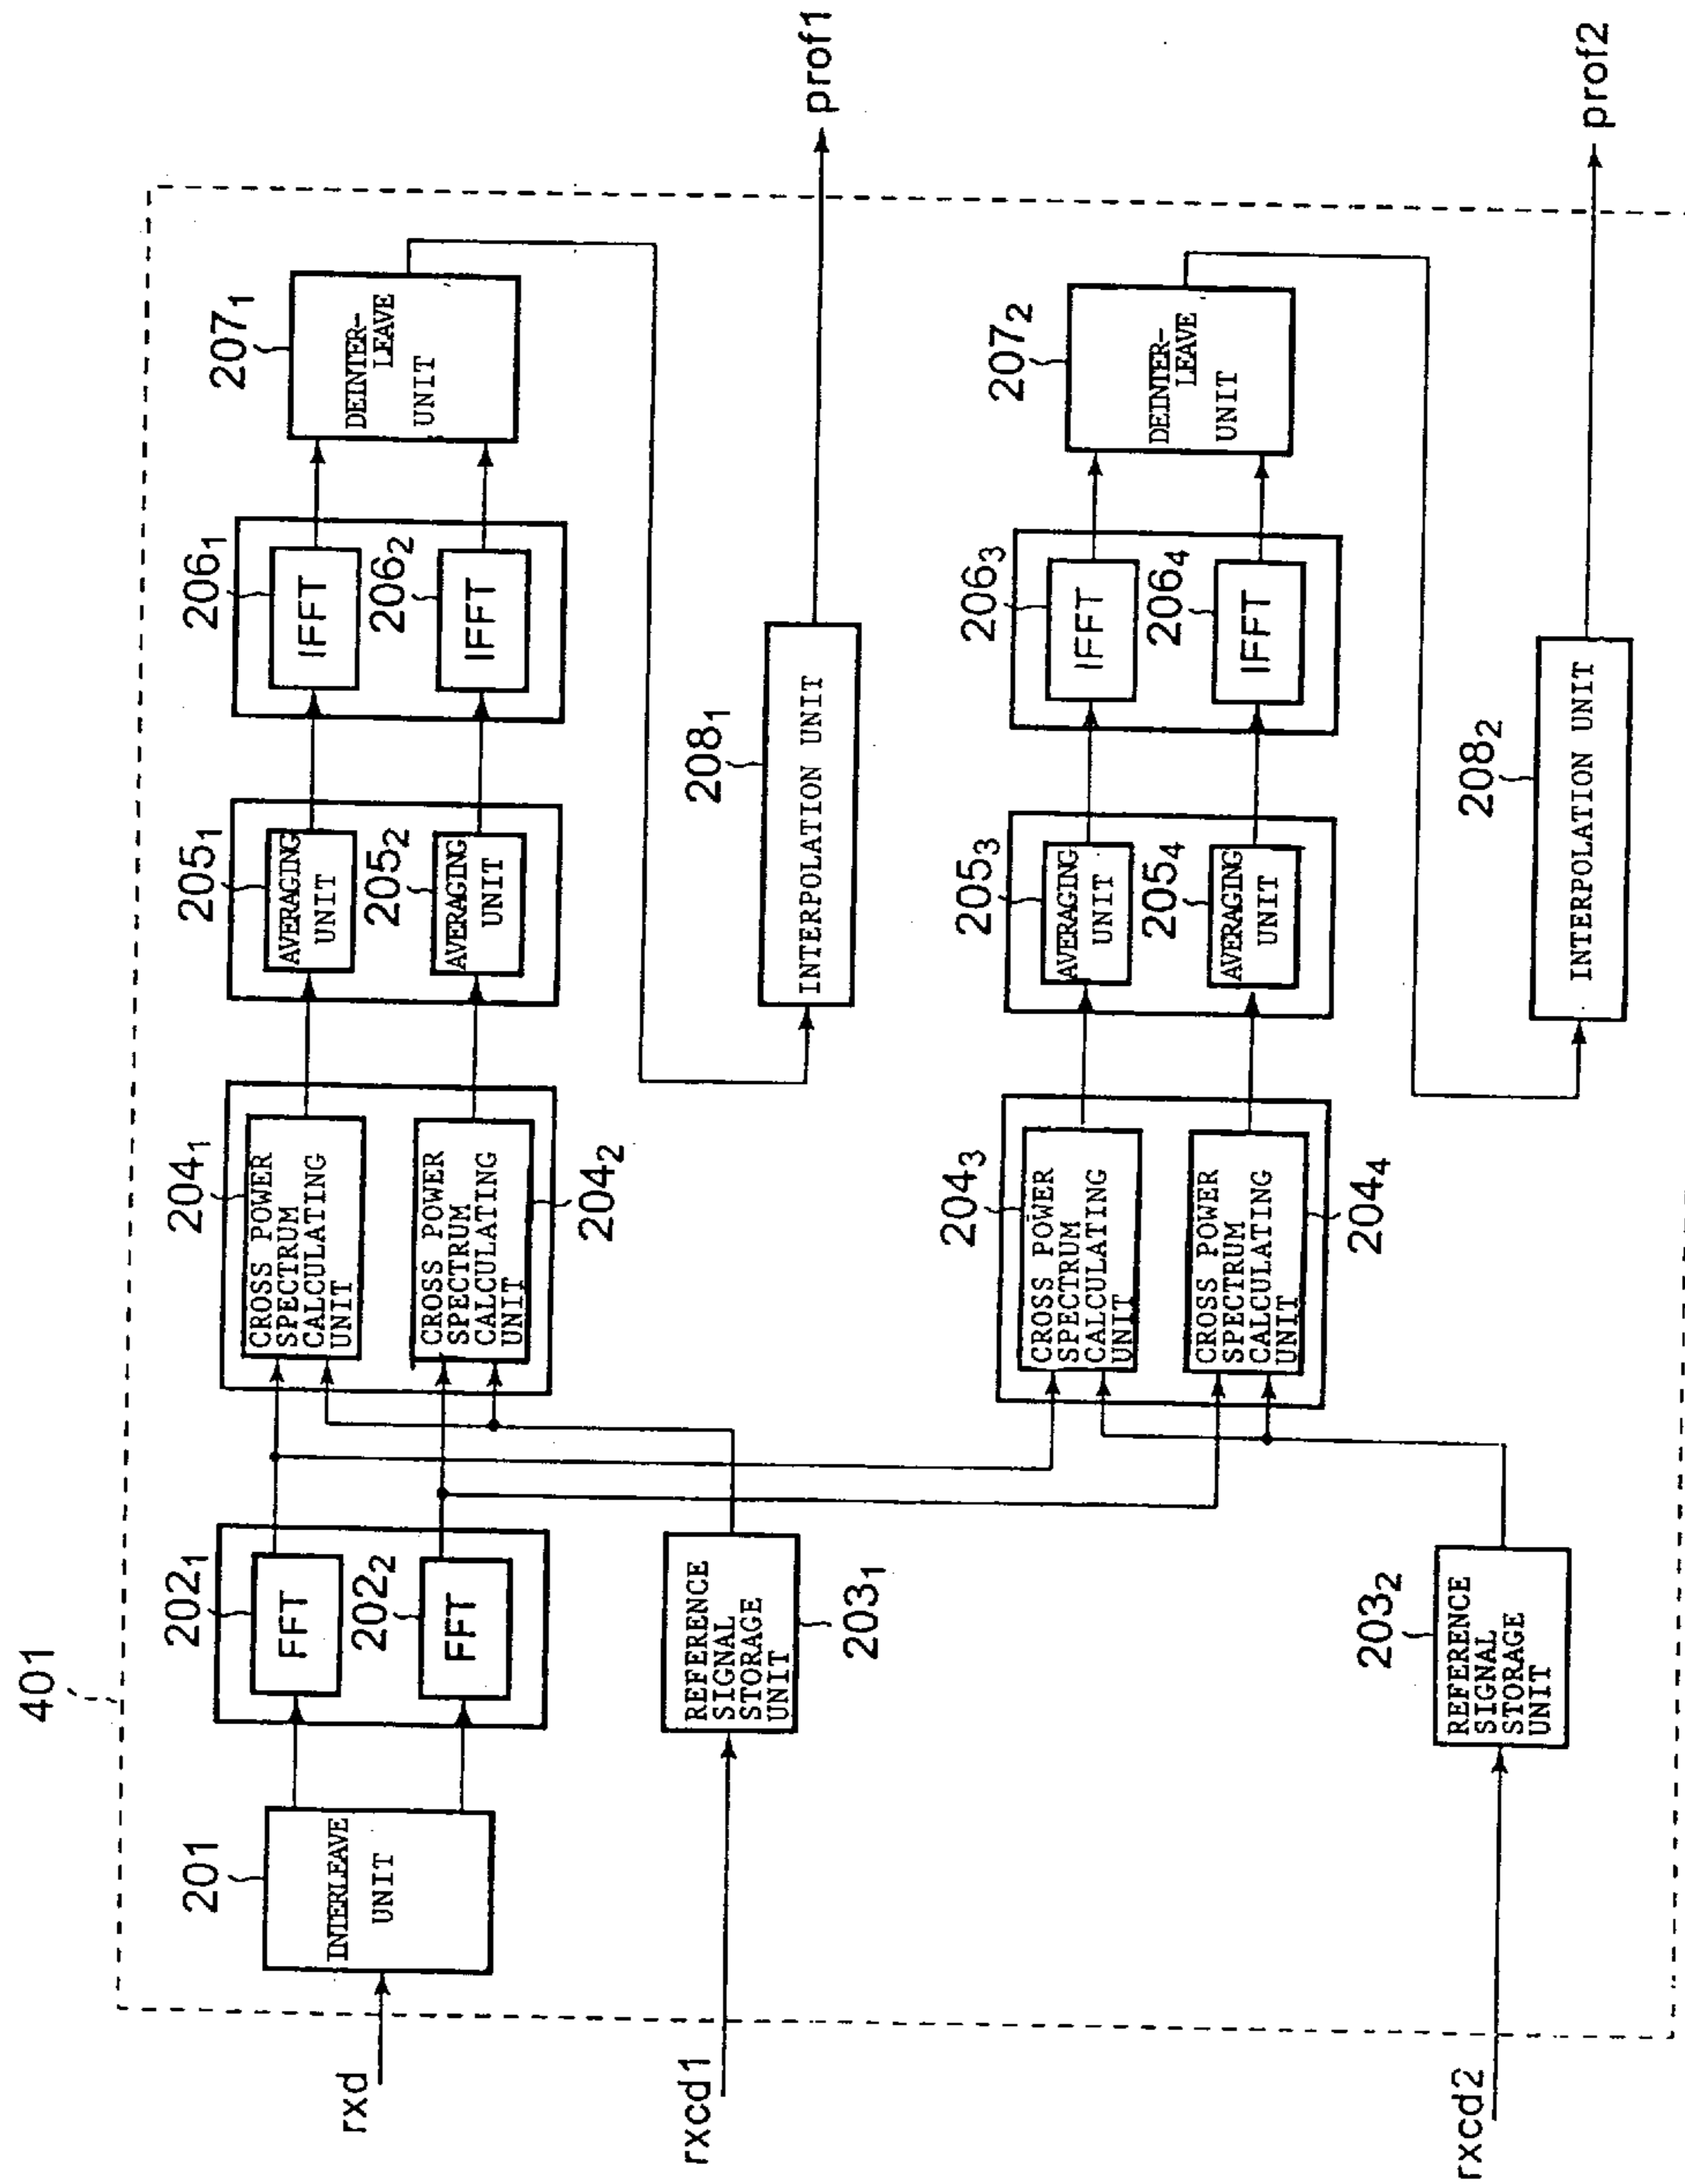 401
rxd
201
INTERLEAVE
UNIT
202₁
FFT
202₂
FFT
204₁
CROSS POWER
SPECTRUM
CALCULATING
UNIT
CROSS POWER
SPECTRUM
CALCULATING
UNIT
204₂
205₁
AVERAGING
UNIT
205₂
AVERAGING
UNIT
206₁
IFFT
206₂
IFFT
207₁
DEINTER-
LEAVE
UNIT
rxcd1
REFERENCE
SIGNAL
STORAGE
UNIT
203₁
208₁
INTERPOLATION UNIT
prof1
204₃
CROSS POWER
SPECTRUM
CALCULATING
UNIT
CROSS POWER
SPECTRUM
CALCULATING
UNIT
204₄
205₃
AVERAGING
UNIT
205₄
AVERAGING
UNIT
206₃
IFFT
206₄
IFFT
207₂
DEINTER-
LEAVE
UNIT
rxcd2
203₂
REFERENCE
SIGNAL
STORAGE
UNIT
208₂
INTERPOLATION UNIT
prof2